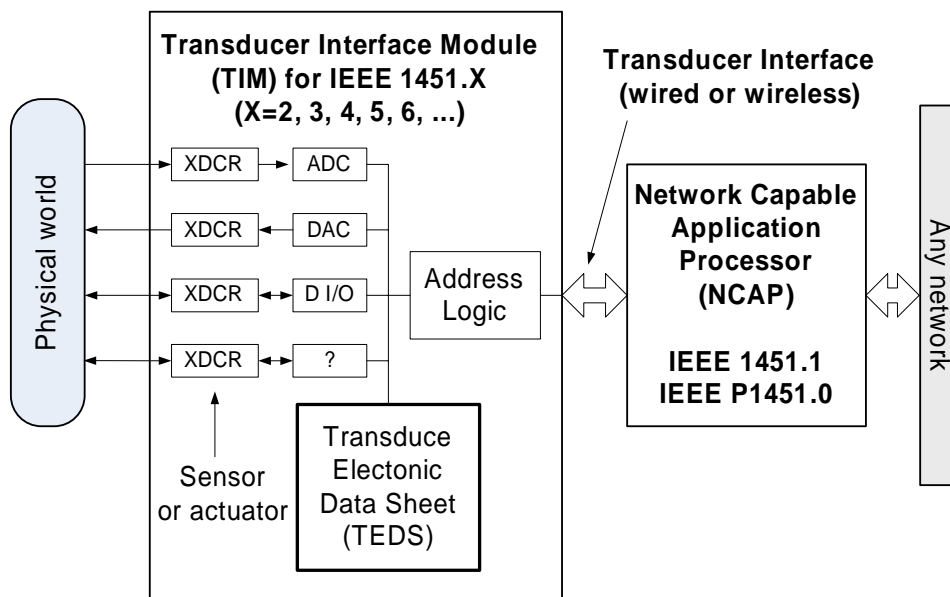 Transducer Interface Module
(TIM) for IEEE 1451.X
(X=2, 3, 4, 5, 6, ...)
Transducer Interface
(wired or wireless)
Physical world
XDCR
ADC
XDCR
DAC
XDCR
D I/O
XDCR
?
Address
Logic
Network Capable
Application
Processor
(NCAP)
IEEE 1451.1
IEEE P1451.0
Any network
Sensor
or actuator
Transduce
Electonic
Data Sheet
(TEDS)